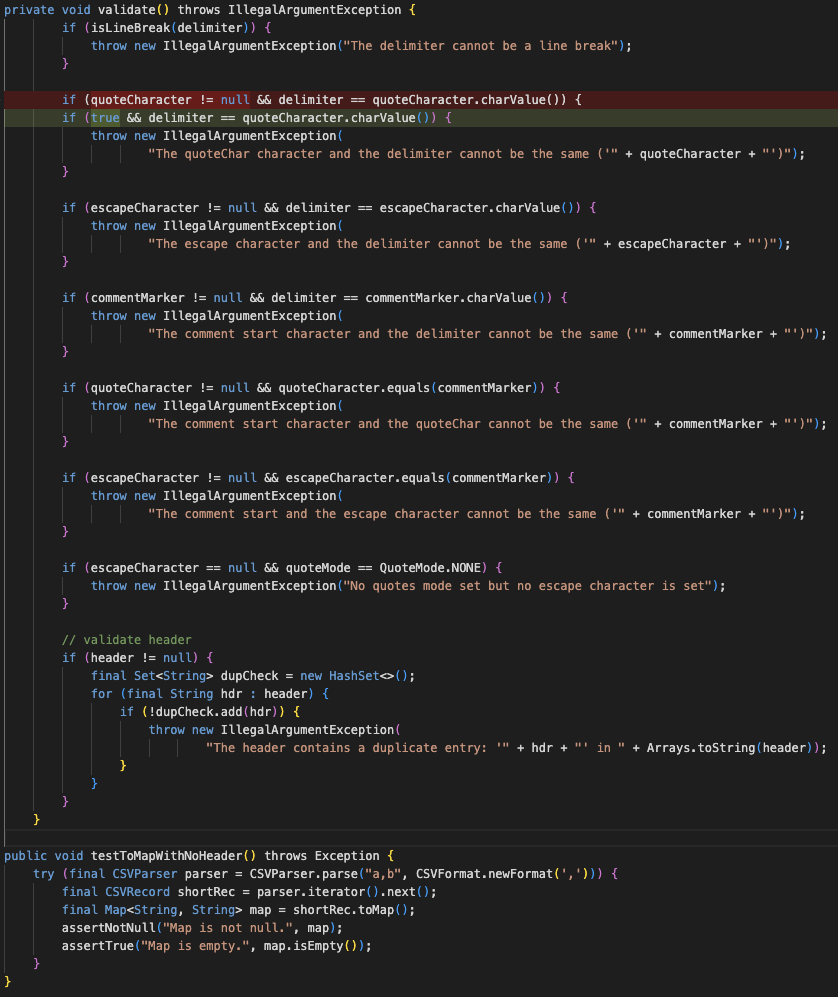 private void validate() throws IllegalArgumentException {
if (isLineBreak(delimiter)) {
throw new IllegalArgumentException("The delimiter cannot be a line break");
}
if (quoteCharacter != null && delimiter == quoteCharacter.charValue()) {
if (true && delimiter == quoteCharacter.charValue()) {
throw new IllegalArgumentException(
"The quoteChar character and the delimiter cannot be the same ('" + quoteCharacter + "')");
}
if (escapeCharacter != null && delimiter == escapeCharacter.charValue()) {
throw new IllegalArgumentException(
"The escape character and the delimiter cannot be the same ('" + escapeCharacter + "')");
}
if (commentMarker != null && delimiter == commentMarker.charValue()) {
throw new IllegalArgumentException(
"The comment start character and the delimiter cannot be the same ('" + commentMarker + "')");
}
if (quoteCharacter != null && quoteCharacter.equals(commentMarker)) {
throw new IllegalArgumentException(
"The comment start character and the quoteChar cannot be the same ('" + commentMarker + "')");
}
if (escapeCharacter != null && escapeCharacter.equals(commentMarker)) {
throw new IllegalArgumentException(
"The comment start and the escape character cannot be the same ('" + commentMarker + "')");
}
if (escapeCharacter == null && quoteMode == QuoteMode.NONE) {
throw new IllegalArgumentException("No quotes mode set but no escape character is set");
}
// validate header
if (header != null) {
final Set<String> dupCheck = new HashSet<>();
for (final String hdr : header) {
if (!dupCheck.add(hdr)) {
throw new IllegalArgumentException(
"The header contains a duplicate entry: '" + hdr + "' in " + Arrays.toString(header));
}
}
}
}
public void testToMapWithNoHeader() throws Exception {
try (final CSVParser parser = CSVParser.parse("a,b", CSVFormat.newFormat(','))) {
final CSVRecord shortRec = parser.iterator().next();
final Map<String, String> map = shortRec.toMap();
assertNotNull("Map is not null.", map);
assertTrue("Map is empty.", map.isEmpty());
}
}